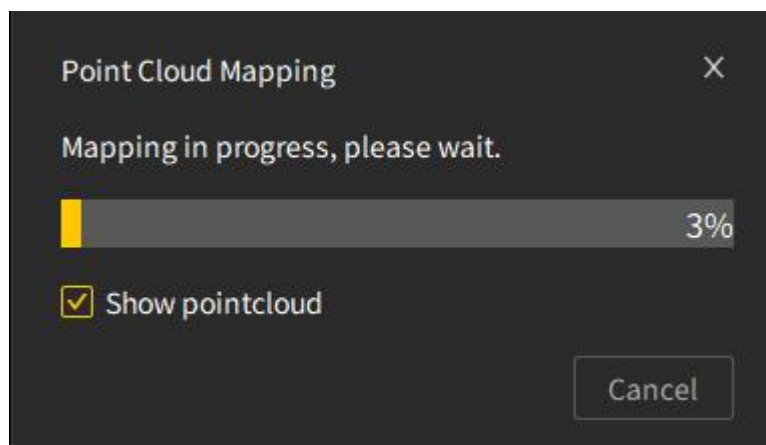 Point Cloud Mapping
Mapping in progress, please wait.
3%
Show pointcloud
Cancel